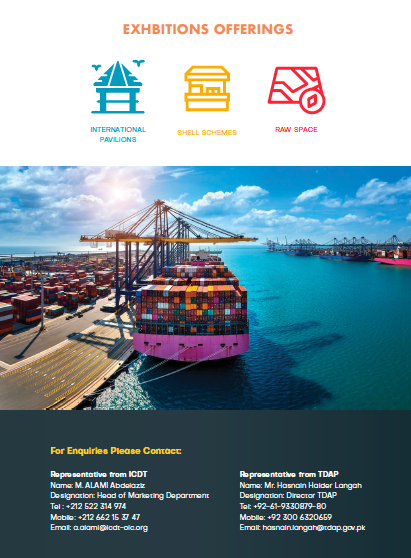 EXHBITIONS OFFERINGS
INTERNATIONAL
PAVILIONS
SHELL SCHEMES
RAW SPACE
For Enquiries Please Contact:
Representative from ICDT
Name: M. ALAMI Abdelaziz
Designation: Head of Marketing Department
Tel : +212 522 314 974
Mobile: +212 662 15 37 47
Email: a.alami@icdt-oic.org
Representative from TDAP
Name: Mr. Hasnain Haider Langah
Designation: Director TDAP
Tel: +92-61-9330879-80
Mobile: +92 300 6320659
Email: hasnain.langah@tdap.gov.pk